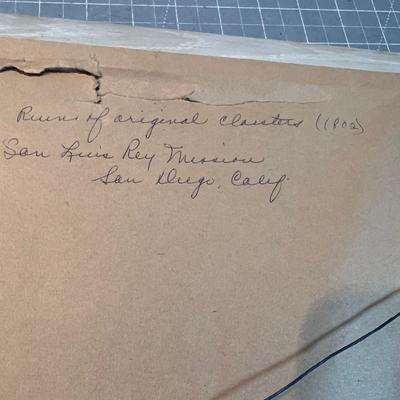 Ruins of original cloisters (1802)
San Luis Rey Mission
San Diego, Calif.